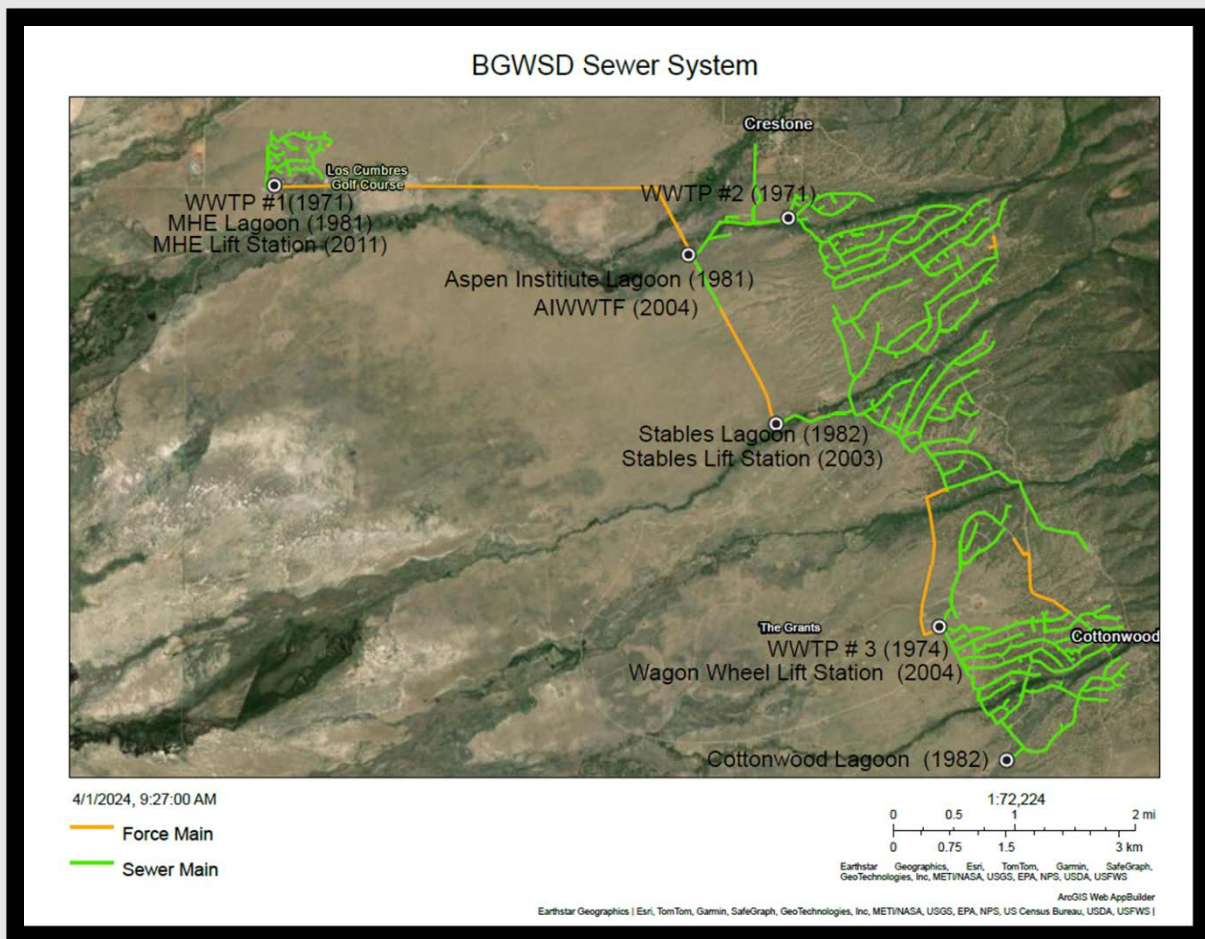 BGWSD Sewer System
Crestone
Los Cumbres
Golf Course
WWTP #1(1971)
MHE Lagoon (1981)
MHE Lift Station (2011)
WWTP #2 (1971)
Aspen Instititute Lagoon (1981)
AIWWTF (2004)
Stables Lagoon (1982)
Stables Lift Station (2003)
The Grants
WWTP # 3 (1974)
Wagon Wheel Lift Station (2004)
Cottonwood
Cottonwood Lagoon (1982)
4/1/2024, 9:27:00 AM
Force Main
Sewer Main
1:72,224
0 0.5 1 2 mi
0 0.75 1.5 3 km
Earthstar Geographics, Esri, TomTom, Garmin, SafeGraph,
GeoTechnologies, Inc, METI/NASA, USGS, EPA, NPS, USDA, USFWS
ArcGIS Web AppBuilder
Earthstar Geographics | Esri, TomTom, Garmin, SafeGraph, GeoTechnologies, Inc, METI/NASA, USGS, EPA, NPS, US Census Bureau, USDA, USFWS |